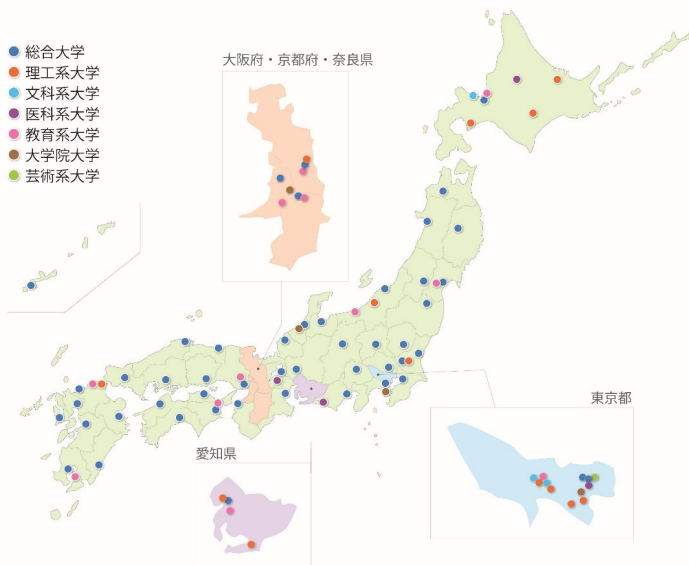 総合大学
理工系大学
文科系大学
医科系大学
教育系大学
大学院大学
芸術系大学
大阪府・京都府・奈良県
東京都
愛知県